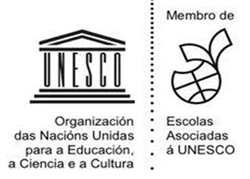 UNESCO
Organización
das Nacións Unidas
para a Educación,
a Ciencia e a Cultura
Membro de
Escolas
Asociadas
á UNESCO